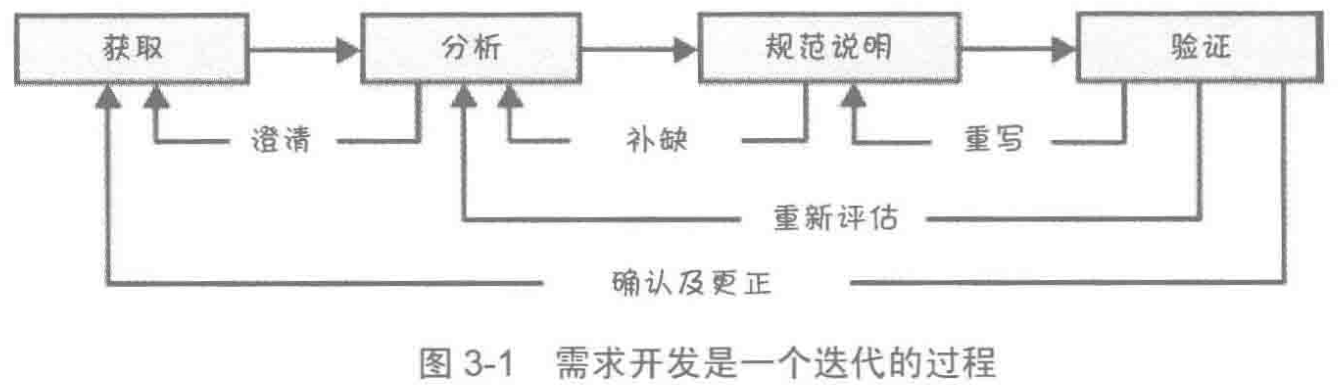 获取 分析 规范说明 验证
澄清 补缺 重写
重新评估
确认及更正
图 3-1 需求开发是一个迭代的过程